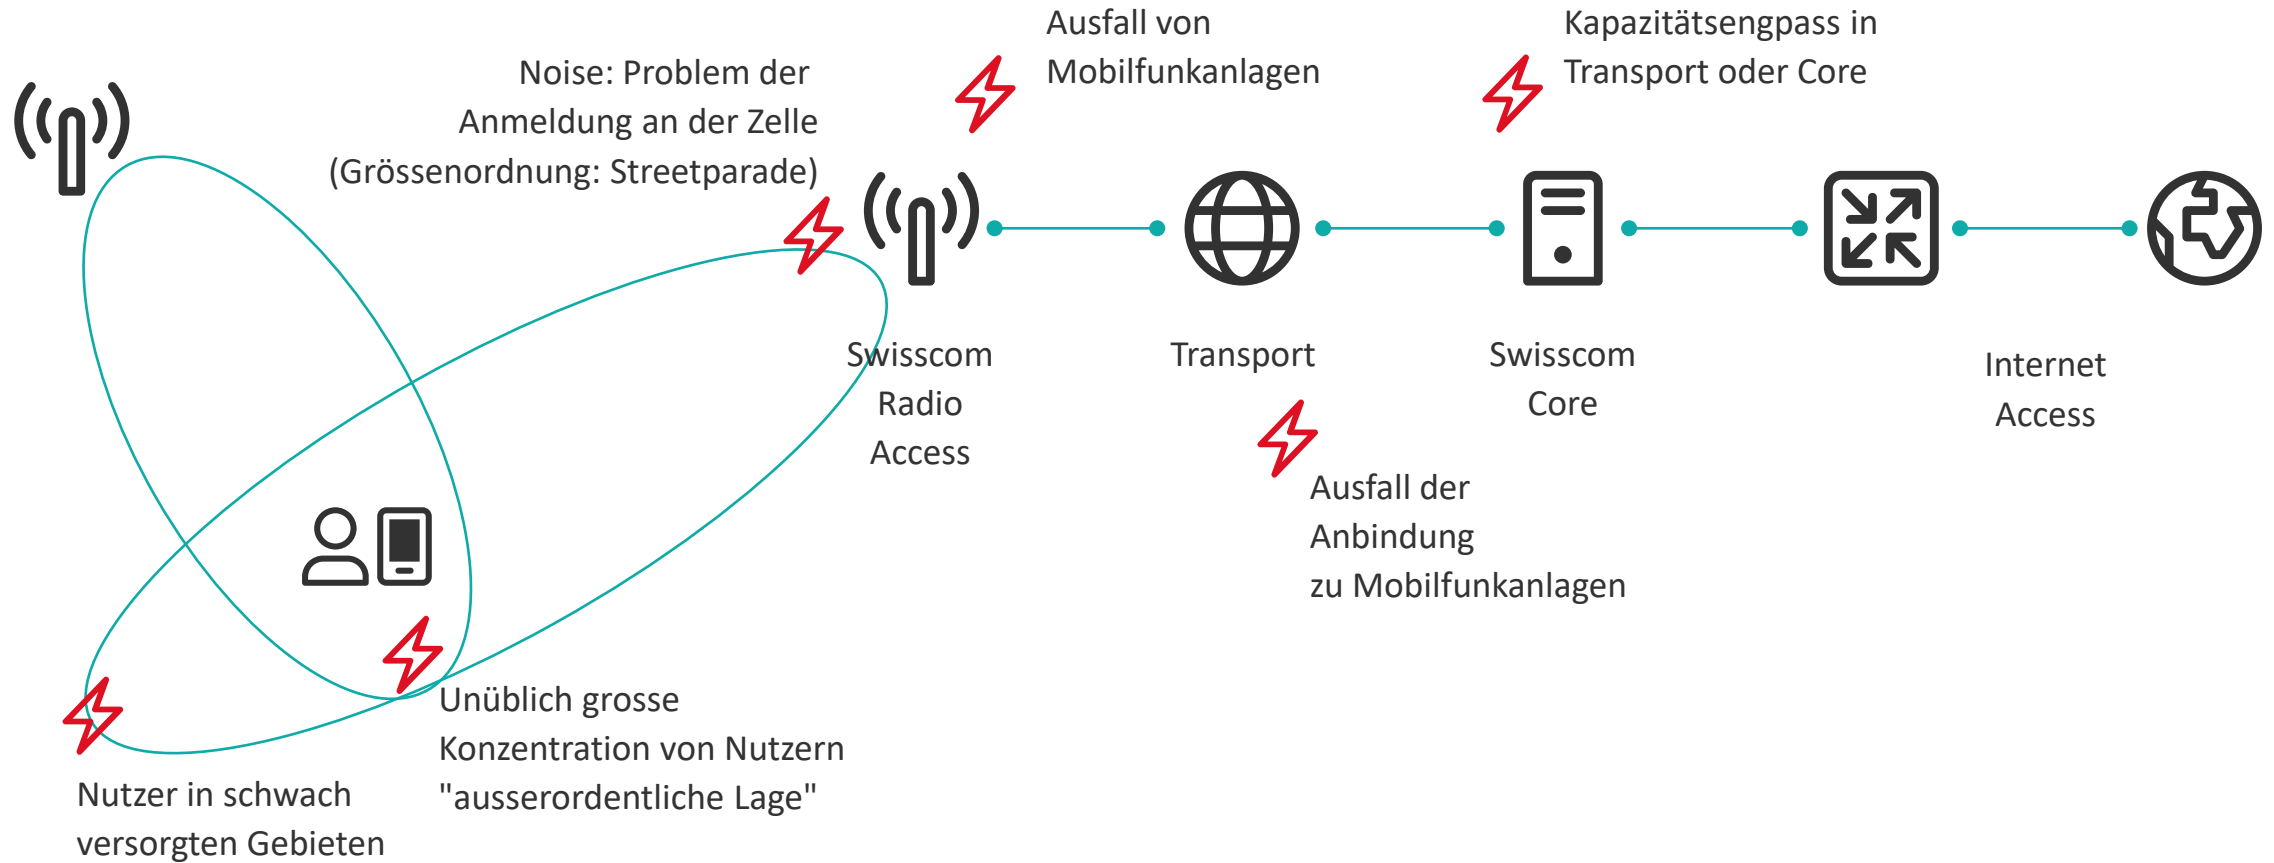 Noise: Problem der
Anmeldung an der Zelle
(Grössenordnung: Streetparade)
Ausfall von
Mobilfunkanlagen
Kapazitätsengpass in
Transport oder Core
Swisscom
Radio
Access
Transport
Swisscom
Core
Internet
Access
Ausfall der
Anbindung
zu Mobilfunkanlagen
Unüblich grosse
Konzentration von Nutzern
"ausserordentliche Lage"
Nutzer in schwach
versorgten Gebieten